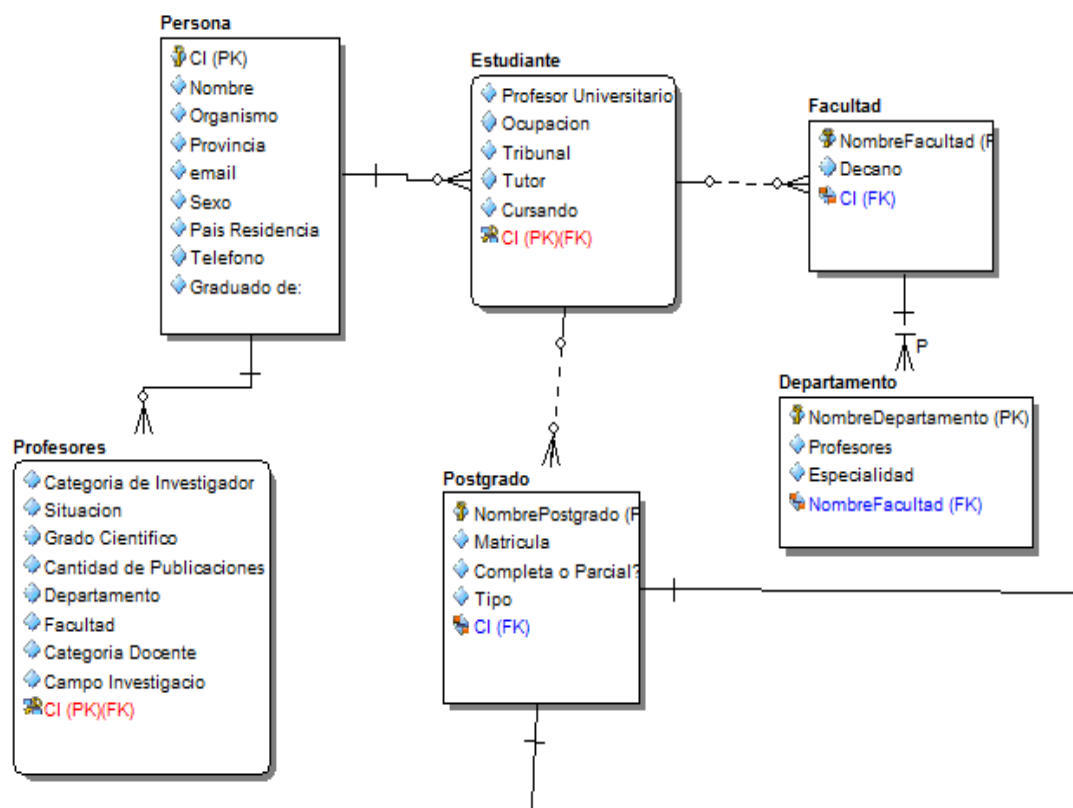 Persona
CI (PK)
Nombre
Organismo
Provincia
email
Sexo
Pais Residencia
Telefono
Graduado de:
Estudiante
Profesor Universitario
Ocupacion
Tribunal
Tutor
Cursando
CI (PK)(FK)
Facultad
NombreFacultad (F
Decano
CI (FK)
P
Departamento
NombreDepartamento (PK)
Profesores
Especialidad
NombreFacultad (FK)
Profesores
Categoria de Investigador
Situacion
Grado Cientifico
Cantidad de Publicaciones
Departamento
Facultad
Categoria Docente
Campo Investigacio
CI (PK)(FK)
Postgrado
NombrePostgrado (F
Matricula
Completa o Parcial?
Tipo
CI (FK)